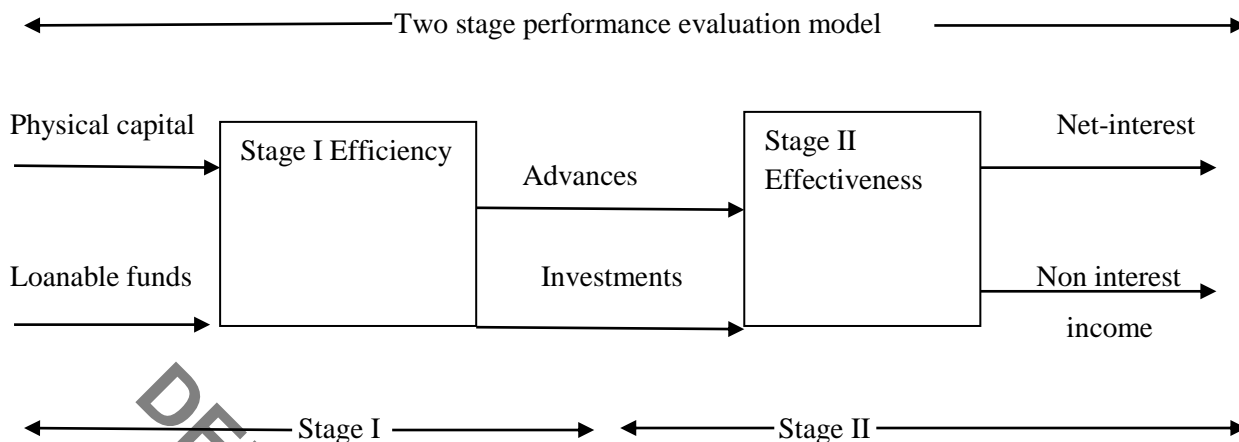 Two stage performance evaluation model
Physical capital
Stage I Efficiency
Stage II
Effectiveness
Net-interest
Advances
Loanable funds
Investments
Non interest
income
Stage I
Stage II